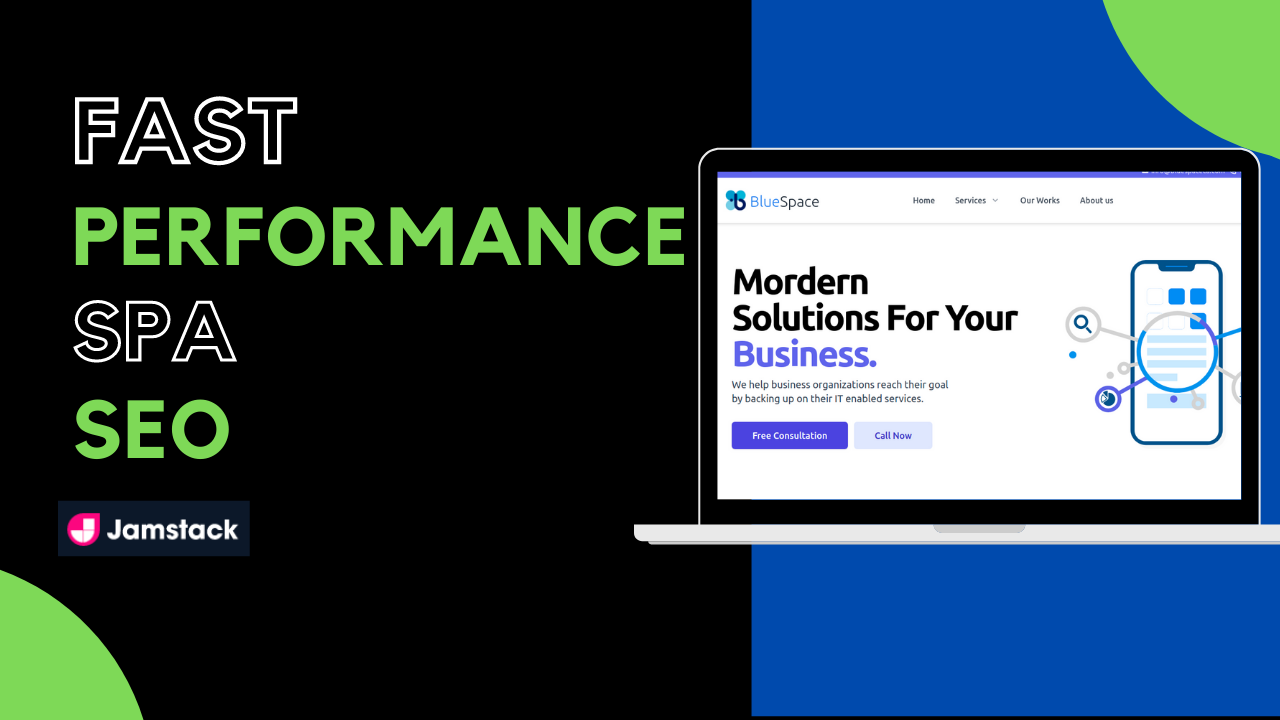 FAST
PERFORMANCE
SPA
SEO
Jamstack
BlueSpace
Home Services Our Works About us
Mordern
Solutions For Your
Business.
We help business organizations reach their goal
by backing up on their IT enabled services.
Free Consultation Call Now